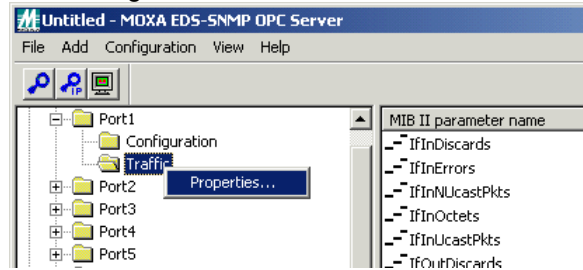 Untitled - MOXA EDS-SNMP OPC Server
File Add Configuration View Help
IP
Port1
Configuration
Traffic
Properties...
Port2
Port3
Port4
Port5
MIB II parameter name
IfInDiscards
IfInErrors
IfInNUcastPkts
IfInOctets
IfInUcastPkts
IfOutDiscards